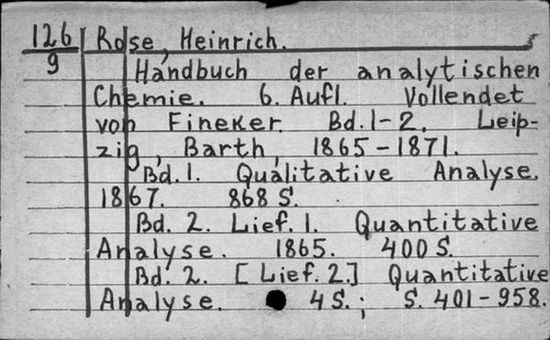 126 Rose, Heinrich.
9
Handbuch der analytischen
Chemie. 6. Aufl. Vollendet
von Fineker. Bd. 1-2. Leip-
zig, Barth, 1865-1871.
Bd. 1. Qualitative Analyse.
1867. 868 S.
Bd. 2. Lief. 1. Quantitative
Analyse. 1865. 400 S.
Bd. 2. [Lief. 2.] Quantitative
Analyse. 4 S.; S. 401-958.